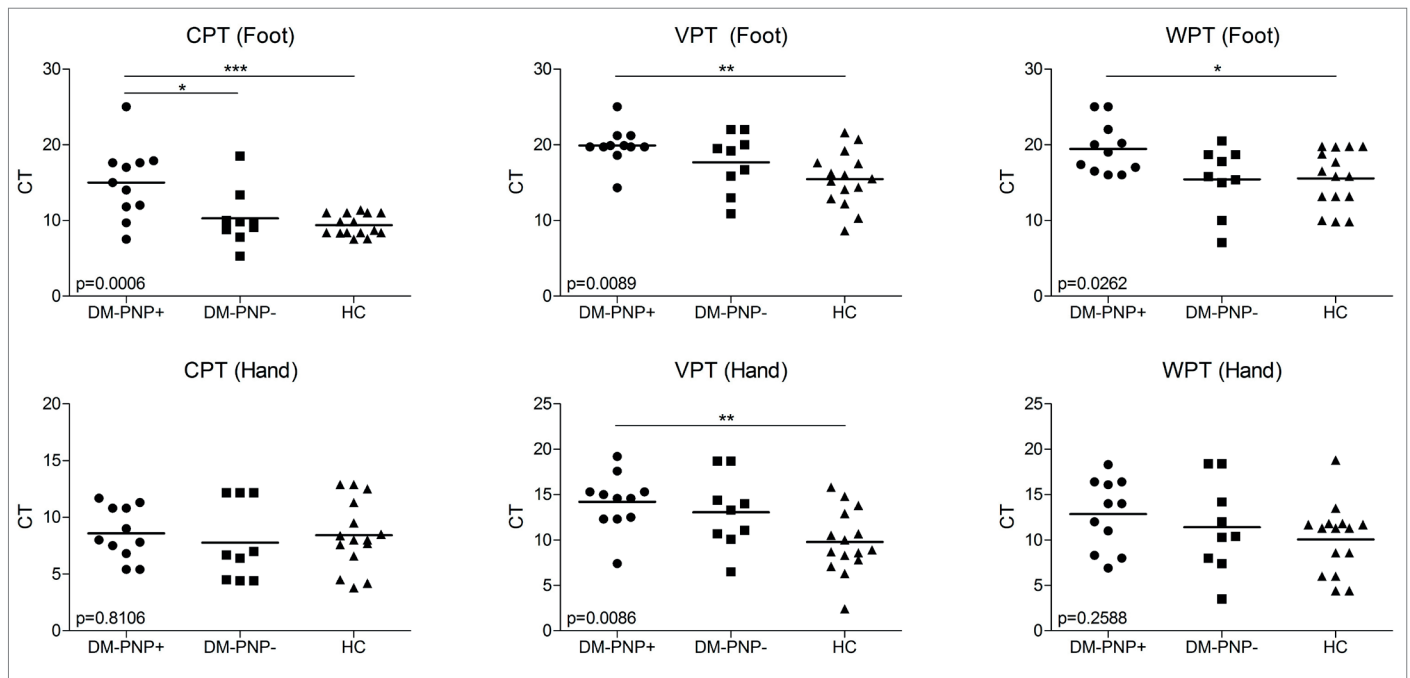 CPT (Foot)
VPT (Foot)
WPT (Foot)
***
*
**
*
CT
30
20
10
0
p=0.0006
DM-PNP+
DM-PNP-
HC
CT
30
20
10
0
p=0.0089
DM-PNP+
DM-PNP-
HC
CT
30
20
10
0
p=0.0262
DM-PNP+
DM-PNP-
HC
CPT (Hand)
VPT (Hand)
WPT (Hand)
**
CT
20
15
10
5
0
p=0.8106
DM-PNP+
DM-PNP-
HC
CT
25
20
15
10
5
0
p=0.0086
DM-PNP+
DM-PNP-
HC
CT
25
20
15
10
5
0
p=0.2588
DM-PNP+
DM-PNP-
HC